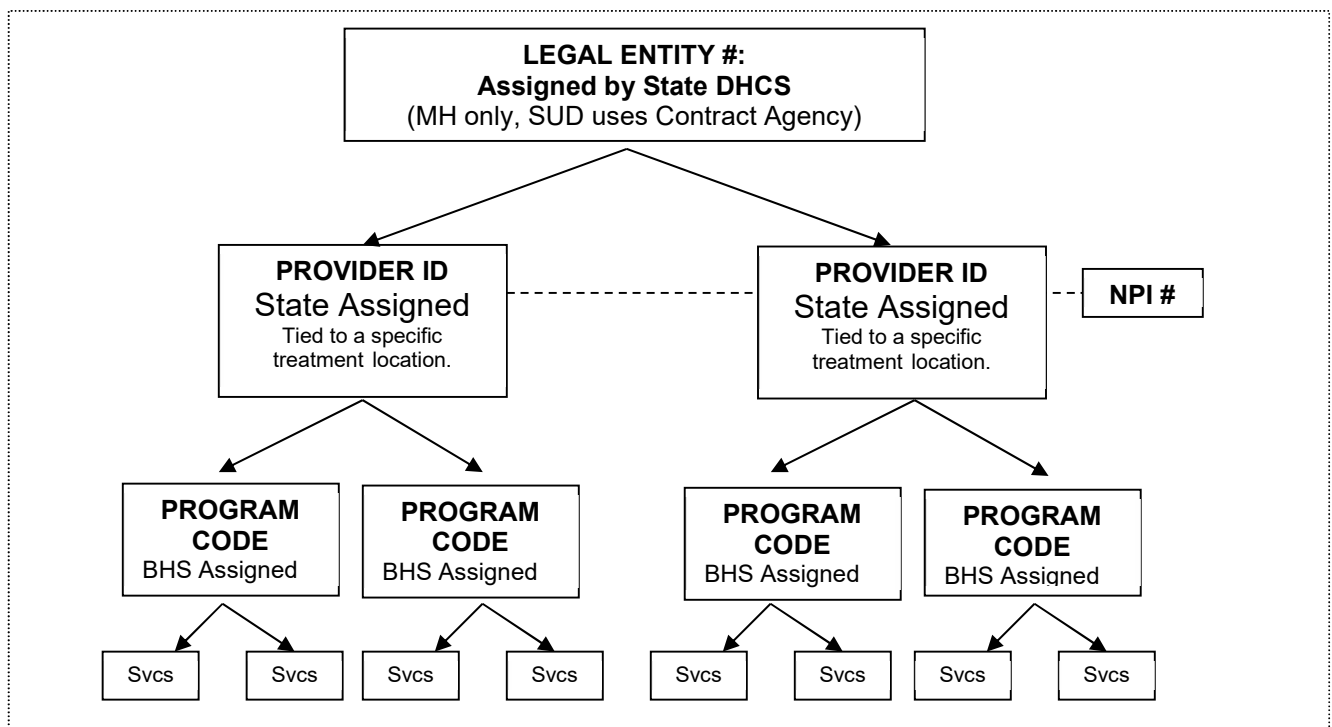 LEGAL ENTITY #:
Assigned by State DHCS
(MH only, SUD uses Contract Agency)
PROVIDER ID
State Assigned
Tied to a specific
treatment location.
PROVIDER ID
State Assigned
Tied to a specific
treatment location.
NPI #
PROGRAM
CODE
BHS Assigned
PROGRAM
CODE
BHS Assigned
PROGRAM
CODE
BHS Assigned
PROGRAM
CODE
BHS Assigned
Svcs
Svcs
Svcs
Svcs
Svcs
Svcs
Svcs
Svcs